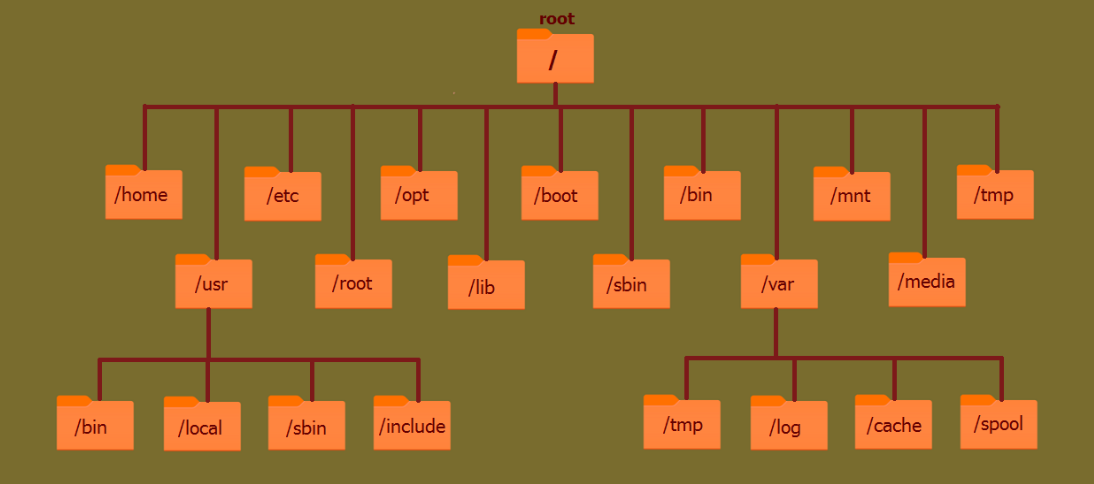 root
/
/home
/etc
/opt
/boot
/bin
/mnt
/tmp
/usr
/root
/lib
/sbin
/var
/media
/bin
/local
/sbin
/include
/tmp
/log
/cache
/spool